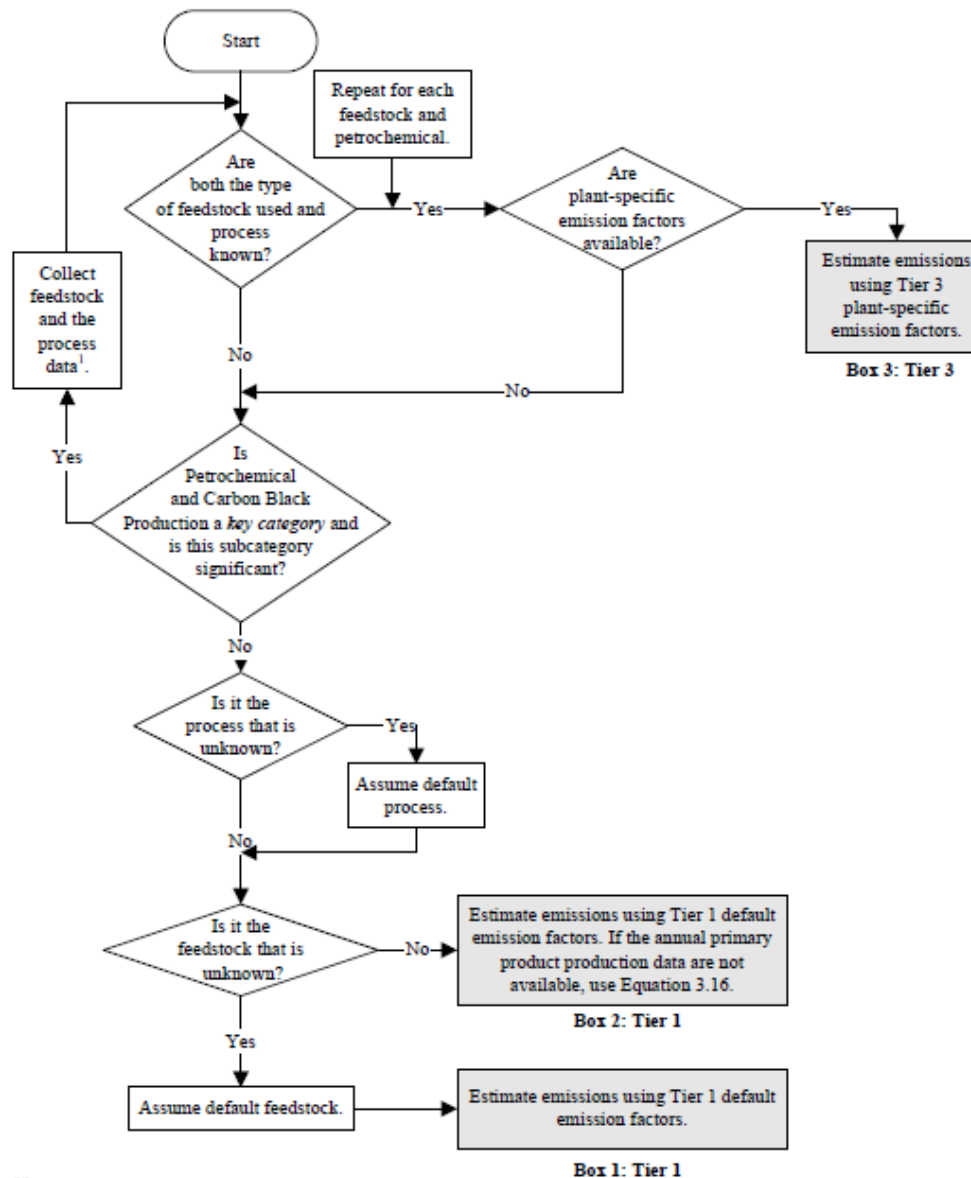 Start
Repeat for each
feedstock and
petrochemical.
Are
both the type
of feedstock used and
process
known?
Yes
Are
plant-specific
emission factors
available?
Yes
Estimate emissions
using Tier 3
plant-specific
emission factors.
Box 3: Tier 3
Collect
feedstock
and the
process
data1.
No
No
Yes
Is
Petrochemical
and Carbon Black
Production a key category and
is this subcategory
significant?
No
Is it the
process that is
unknown?
Yes
Assume default
process.
No
Is it the
feedstock that is
unknown?
No
Estimate emissions using Tier 1 default
emission factors. If the annual primary
product production data are not
available, use Equation 3.16.
Box 2: Tier 1
Yes
Assume default feedstock.
Estimate emissions using Tier 1 default
emission factors.
Box 1: Tier 1